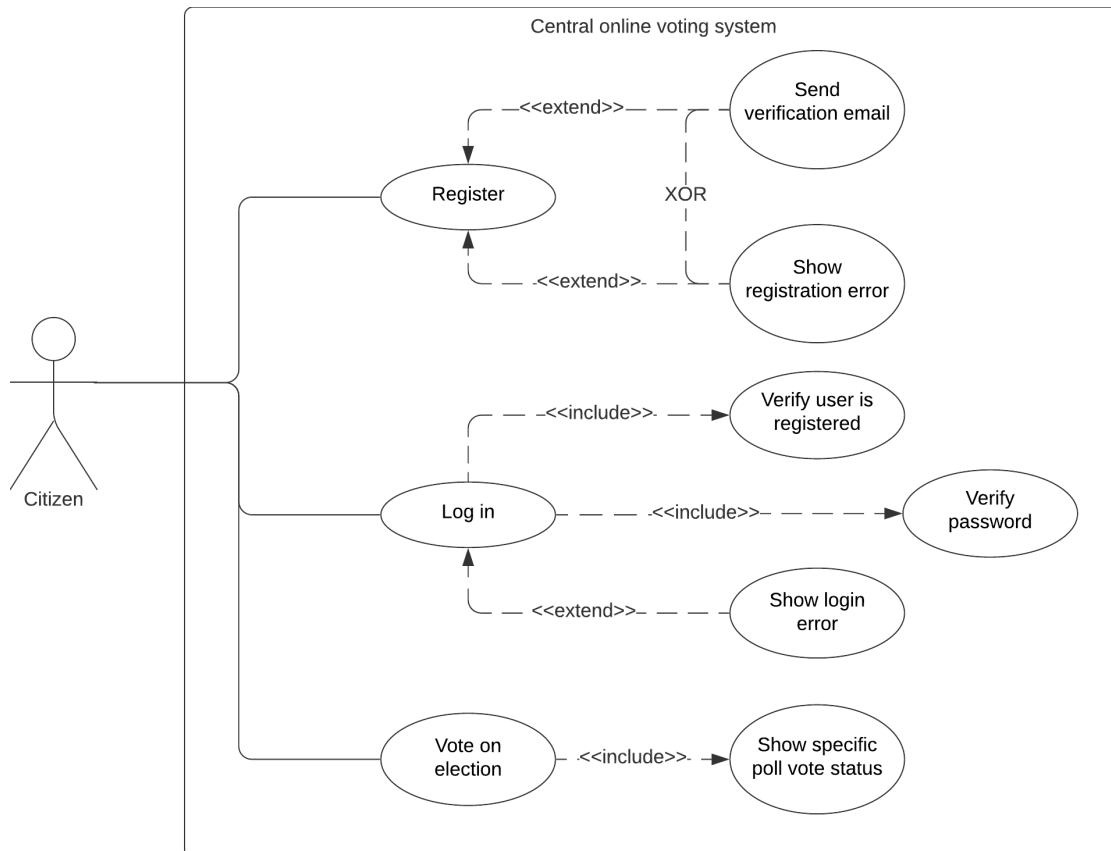 Central online voting system
Send
verification email
<<extend>>
Register
XOR
<<extend>>
Show
registration error
Citizen
<<include>>
Verify user is
registered
Log in
<<include>>
Verify
password
<<extend>>
Show login
error
Vote on
election
<<include>>
Show specific
poll vote status